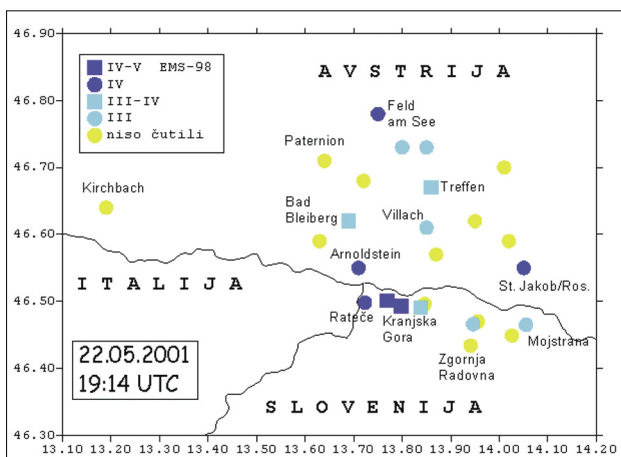 46.90
46.80
46.70
46.60
46.50
46.40
46.30
IV-V EMS-98
IV
III-IV
III
niso čutili
A V S T R I J A
Feld
am See
Paternion
Kirchbach
Treffen
Bad
Bleiberg
Villach
Arnoldstein
St. Jakob/Ros.
I T A L I J A
Rateče
Kranjska
Gora
Mojstrana
Zgornja
Radovna
22.05.2001
19:14 UTC
S L O V E N I J A
13.10 13.20 13.30 13.40 13.50 13.60 13.70 13.80 13.90 14.00 14.10 14.20